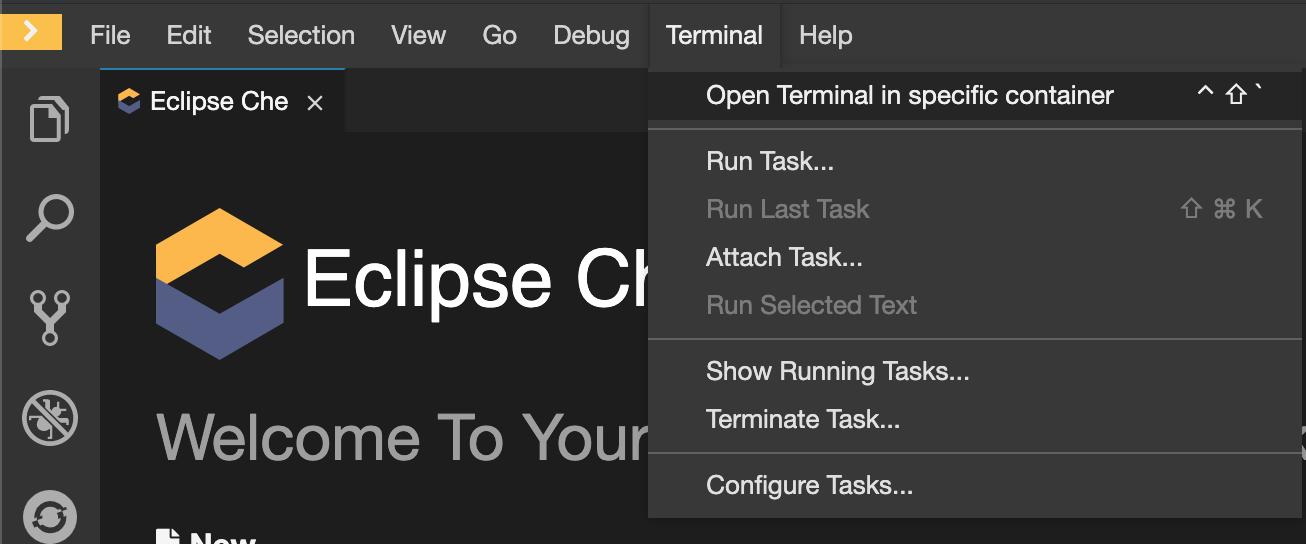 File Edit Selection View Go Debug Terminal Help
Eclipse Che ×
Open Terminal in specific container ⌃⇧`
Run Task...
Run Last Task ⇧⌘K
Attach Task...
Run Selected Text
Show Running Tasks...
Terminate Task...
Configure Tasks...
Eclipse Ch
Welcome To Your
New